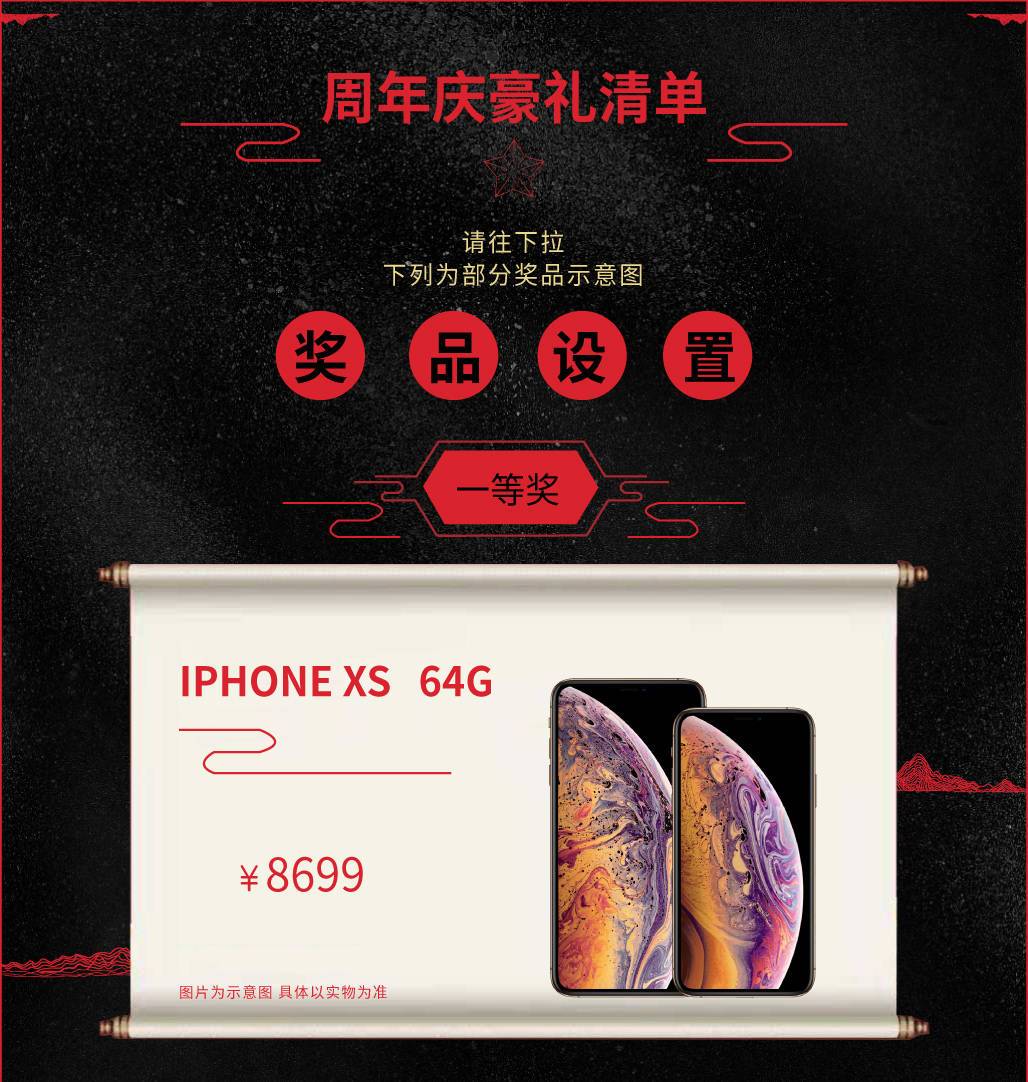 周年庆豪礼清单
请往下拉
下列为部分奖品示意图
奖品设置
一等奖
IPHONE XS 64G
¥8699
图片为示意图 具体以实物为准